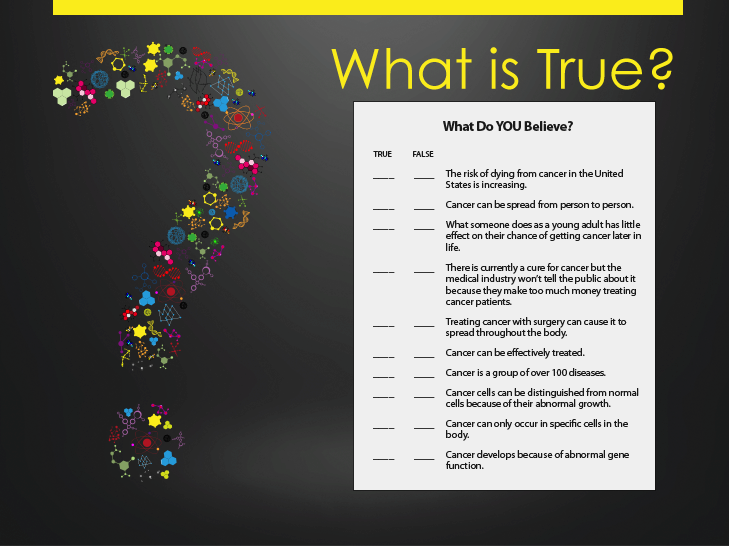 What is True?
What Do YOU Believe?
TRUE FALSE
____ ____ The risk of dying from cancer in the United
States is increasing.
____ ____ Cancer can be spread from person to person.
____ ____ What someone does as a young adult has little
effect on their chance of getting cancer later in
life.
____ ____ There is currently a cure for cancer but the
medical industry won't tell the public about it
because they make too much money treating
cancer patients.
____ ____ Treating cancer with surgery can cause it to
spread throughout the body.
____ ____ Cancer can be effectively treated.
____ ____ Cancer is a group of over 100 diseases.
____ ____ Cancer cells can be distinguished from normal
cells because of their abnormal growth.
____ ____ Cancer can only occur in specific cells in the
body.
____ ____ Cancer develops because of abnormal gene
function.